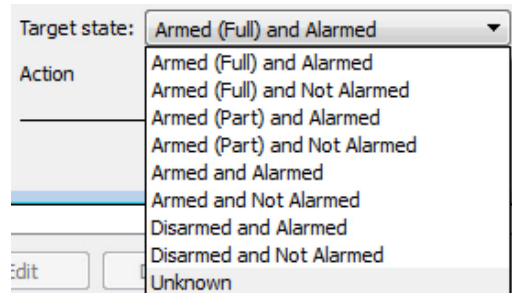 Target state: Armed (Full) and Alarmed
Action
Armed (Full) and Alarmed
Armed (Full) and Not Alarmed
Armed (Part) and Alarmed
Armed (Part) and Not Alarmed
Armed and Alarmed
Armed and Not Alarmed
Disarmed and Alarmed
Disarmed and Not Alarmed
Unknown
Edit